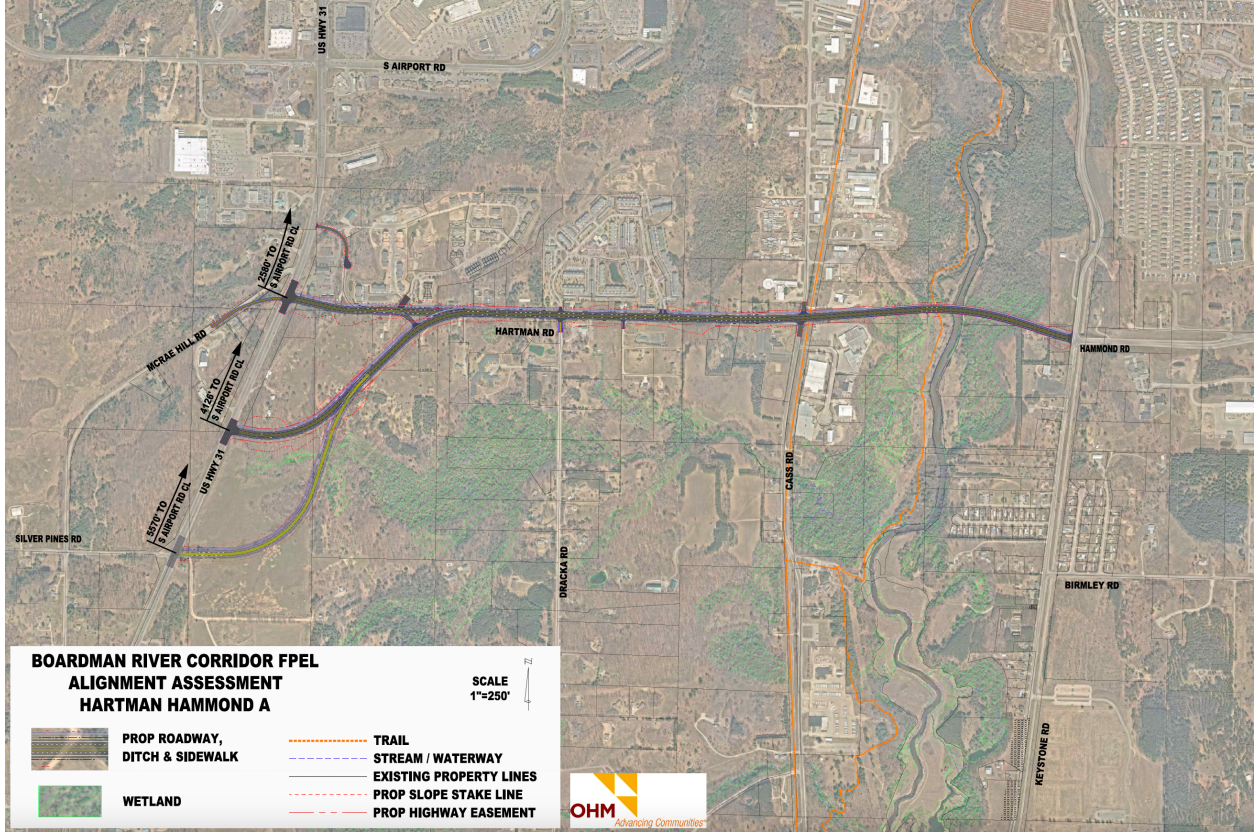 US HWY 31
S AIRPORT RD
2580' TO
S AIRPORT RD CL
MCRAE HILL RD
HARTMAN RD
HAMMOND RD
4126' TO
S AIRPORT RD CL
US HWY 31
CASS RD
5570' TO
S AIRPORT RD CL
SILVER PINES RD
DRACKA RD
BIRMLEY RD
KEYSTONE RD
BOARDMAN RIVER CORRIDOR FPEL
ALIGNMENT ASSESSMENT
HARTMAN HAMMOND A
SCALE
1"=250'
PROP ROADWAY,
DITCH & SIDEWALK
WETLAND
TRAIL
STREAM / WATERWAY
EXISTING PROPERTY LINES
PROP SLOPE STAKE LINE
PROP HIGHWAY EASEMENT
OHM
Advancing Communities